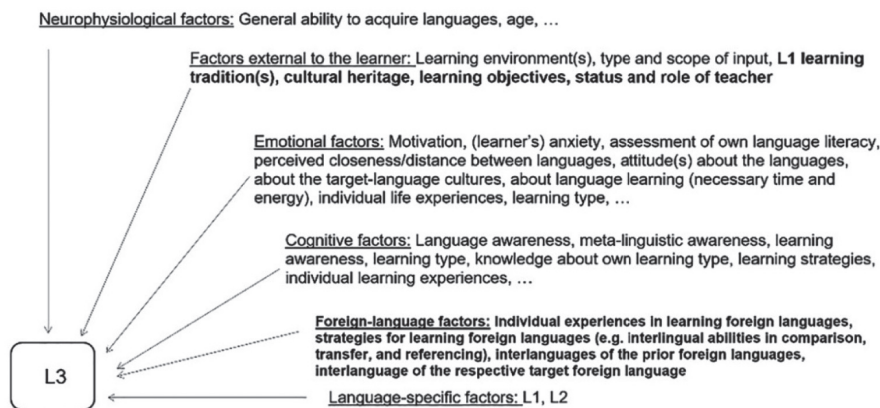 Neurophysiological factors: General ability to acquire languages, age, …
Factors external to the learner: Learning environment(s), type and scope of input, L1 learning
tradition(s), cultural heritage, learning objectives, status and role of teacher
Emotional factors: Motivation, (learner's) anxiety, assessment of own language literacy,
perceived closeness/distance between languages, attitude(s) about the languages,
about the target-language cultures, about language learning (necessary time and
energy), individual life experiences, learning type, …
Cognitive factors: Language awareness, meta-linguistic awareness, learning
awareness, learning type, knowledge about own learning type, learning strategies,
individual learning experiences, …
Foreign-language factors: Individual experiences in learning foreign languages,
strategies for learning foreign languages (e.g. interlingual abilities in comparison,
transfer, and referencing), interlanguages of the prior foreign languages,
interlanguage of the respective target foreign language
L3
Language-specific factors: L1, L2